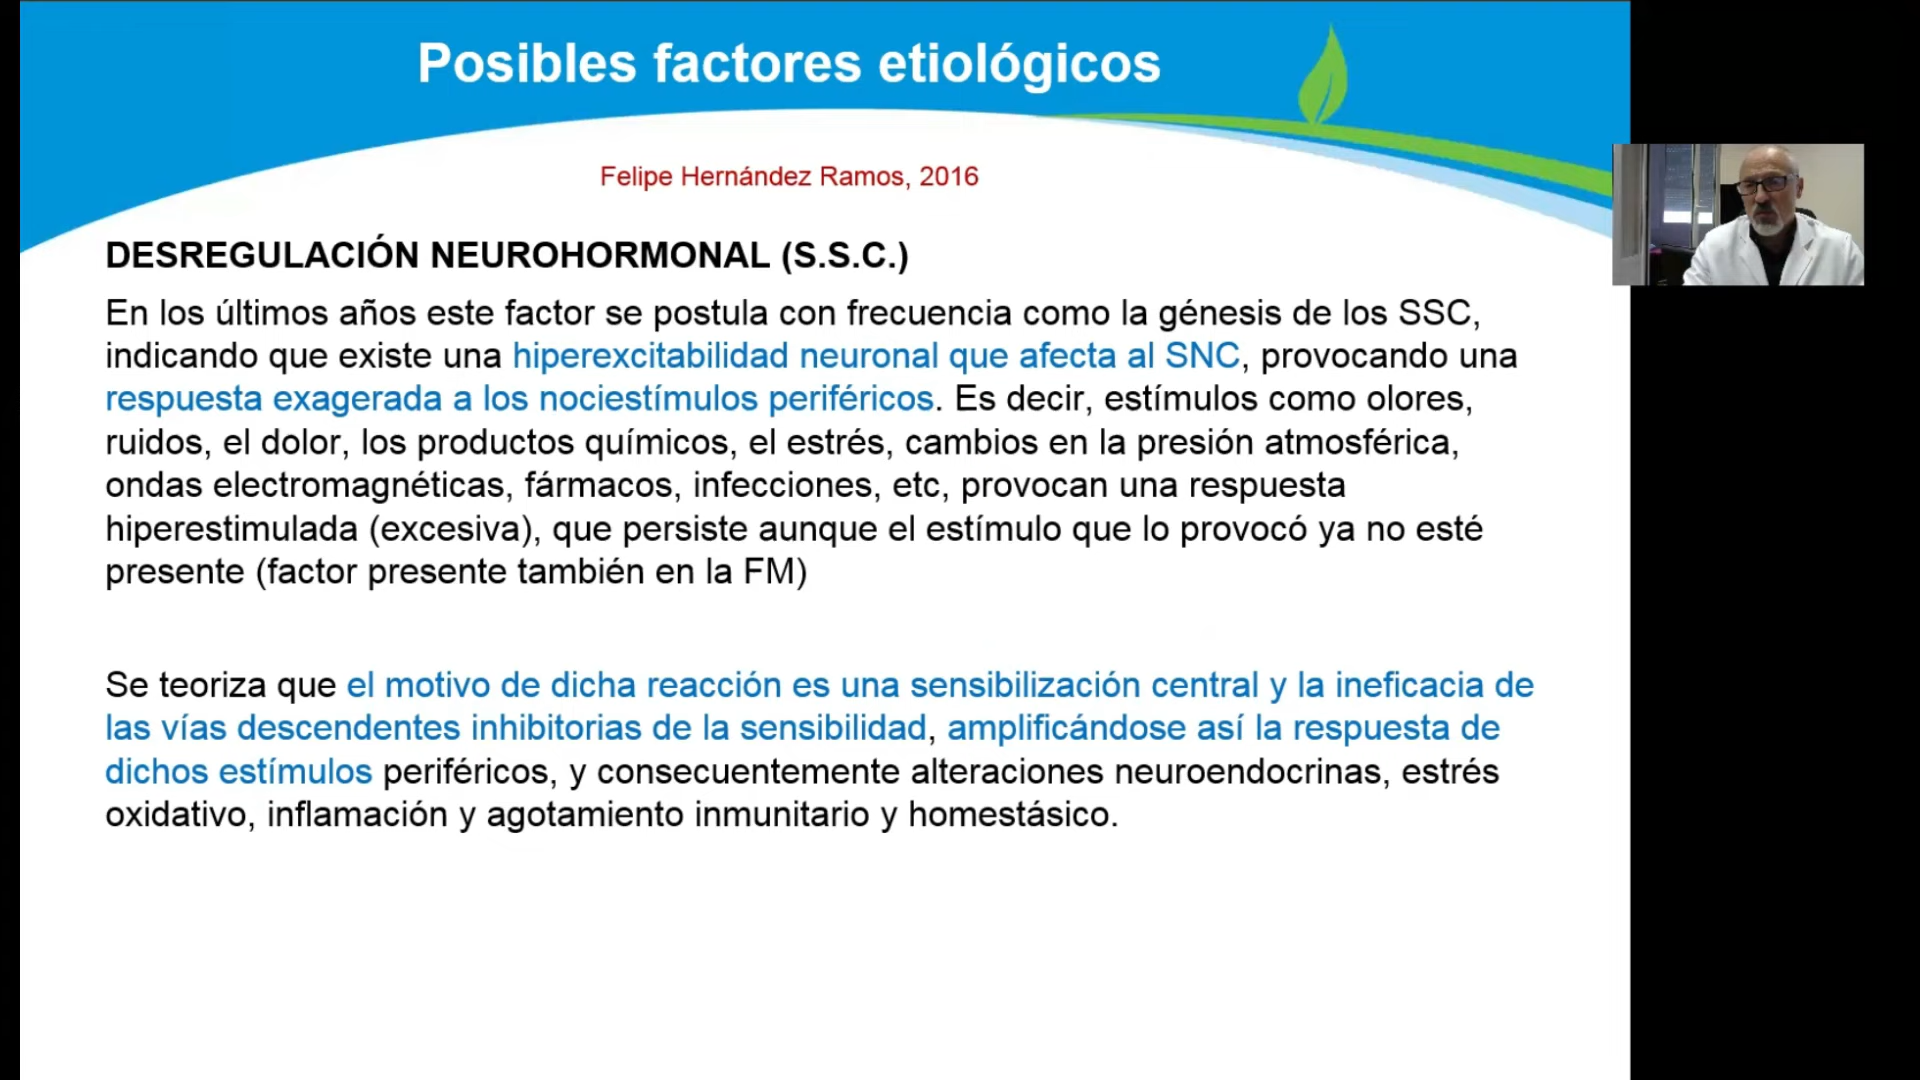 Posibles factores etiológicos
Felipe Hernández Ramos, 2016
DESREGULACIÓN NEUROHORMONAL (S.S.C.)
En los últimos años este factor se postula con frecuencia como la génesis de los SSC,
indicando que existe una hiperexcitabilidad neuronal que afecta al SNC, provocando una
respuesta exagerada a los nociestímulos periféricos. Es decir, estímulos como olores,
ruidos, el dolor, los productos químicos, el estrés, cambios en la presión atmosférica,
ondas electromagnéticas, fármacos, infecciones, etc, provocan una respuesta
hiperestimulada (excesiva), que persiste aunque el estímulo que lo provocó ya no esté
presente (factor presente también en la FM)
Se teoriza que el motivo de dicha reacción es una sensibilización central y la ineficacia de
las vías descendentes inhibitorias de la sensibilidad, amplificándose así la respuesta de
dichos estímulos periféricos, y consecuentemente alteraciones neuroendocrinas, estrés
oxidativo, inflamación y agotamiento inmunitario y homestásico.